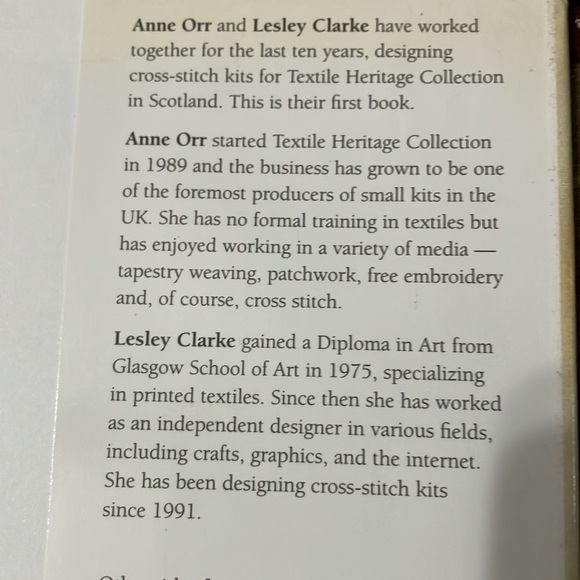 Anne Orr and Lesley Clarke have worked
together for the last ten years, designing
cross-stitch kits for Textile Heritage Collection
in Scotland. This is their first book.
Anne Orr started Textile Heritage Collection
in 1989 and the business has grown to be one
of the foremost producers of small kits in the
UK. She has no formal training in textiles but
has enjoyed working in a variety of media —
tapestry weaving, patchwork, free embroidery
and, of course, cross stitch.
Lesley Clarke gained a Diploma in Art from
Glasgow School of Art in 1975, specializing
in printed textiles. Since then she has worked
as an independent designer in various fields,
including crafts, graphics, and the internet.
She has been designing cross-stitch kits
since 1991.